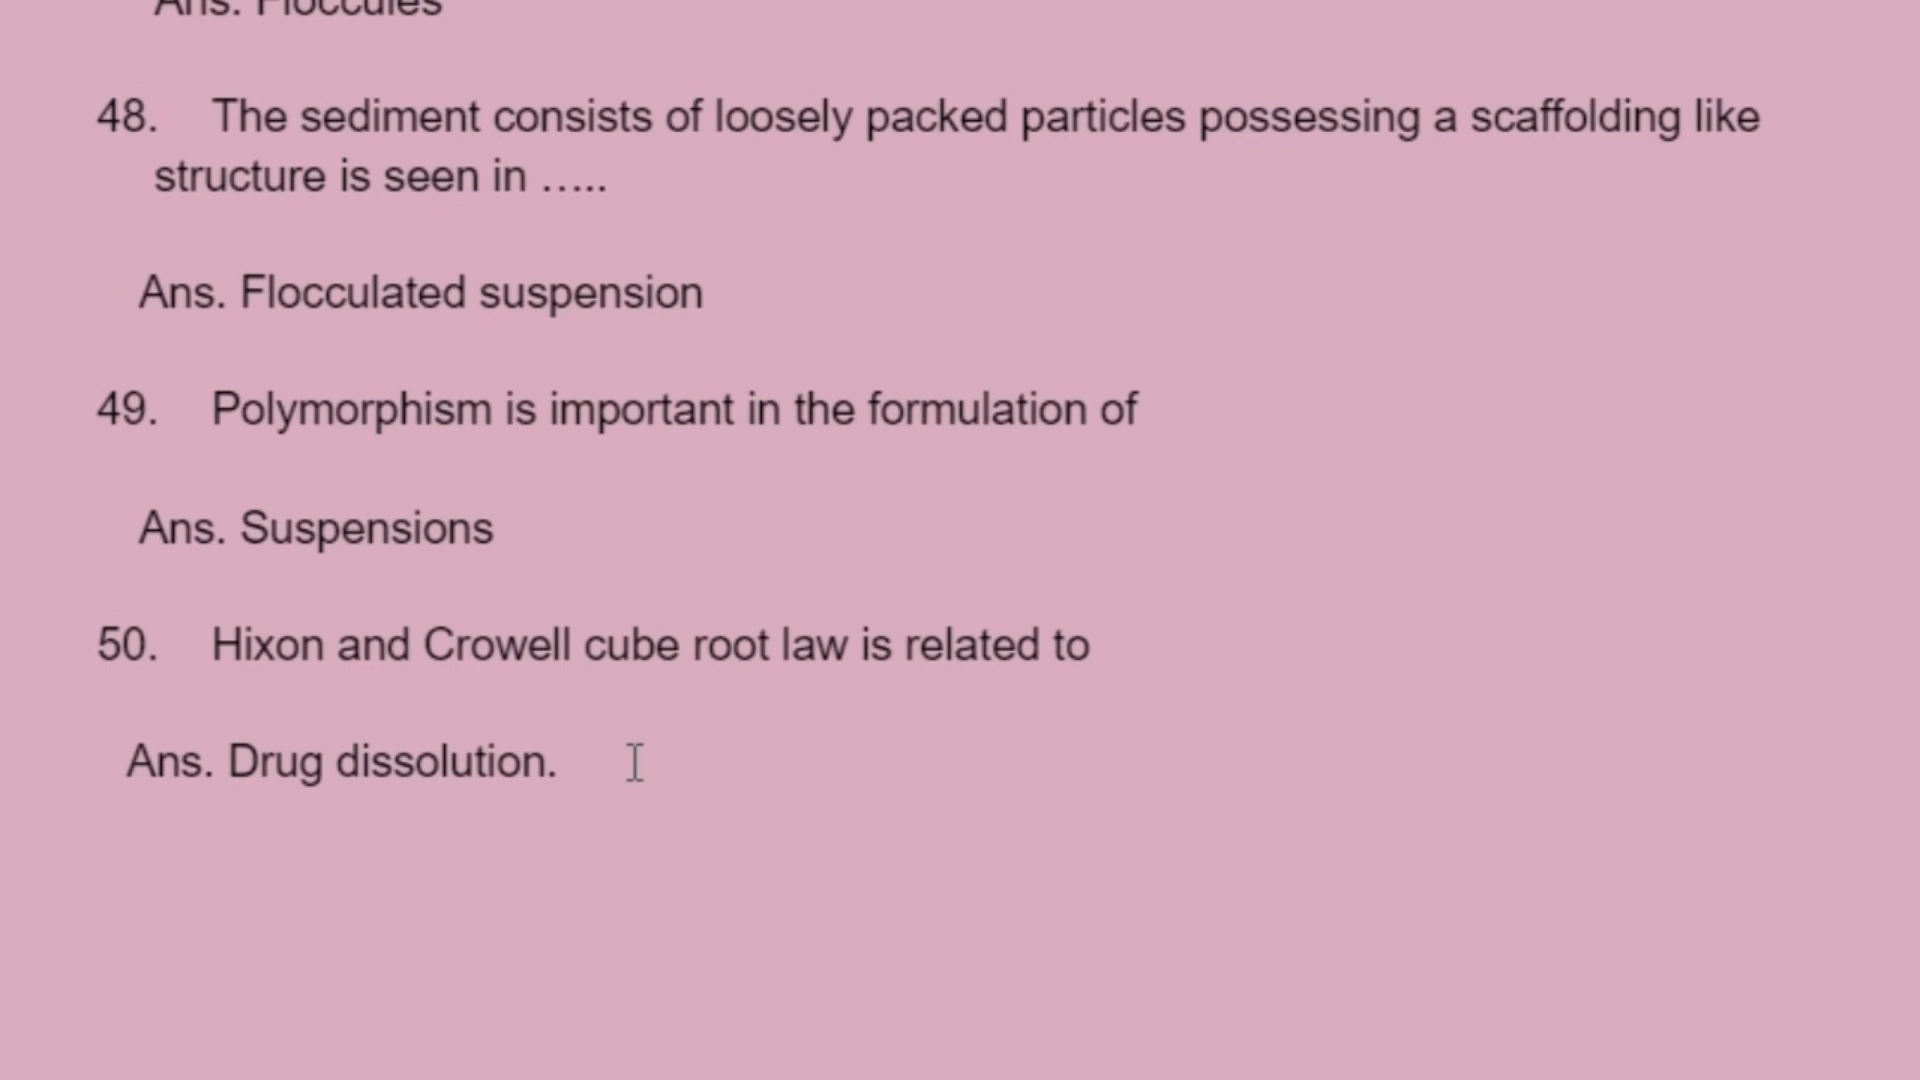 Ans. Floccules
48. The sediment consists of loosely packed particles possessing a scaffolding like
structure is seen in …..
Ans. Flocculated suspension
49. Polymorphism is important in the formulation of
Ans. Suspensions
50. Hixon and Crowell cube root law is related to
Ans. Drug dissolution.